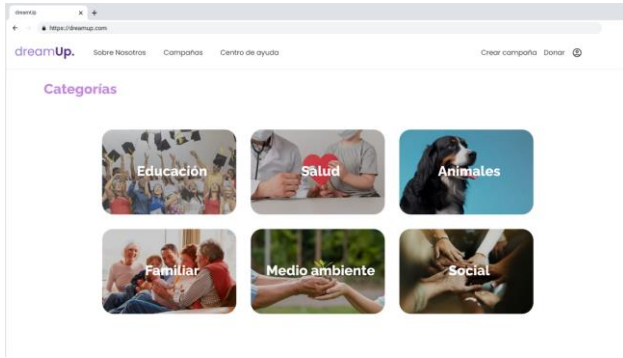 dreamUp
https://dreamup.com
dreamUp.
Sobre Nosotros
Campañas
Centro de ayuda
Crear campaña
Donar
Categorías
Educación
Salud
Animales
Familiar
Medio ambiente
Social